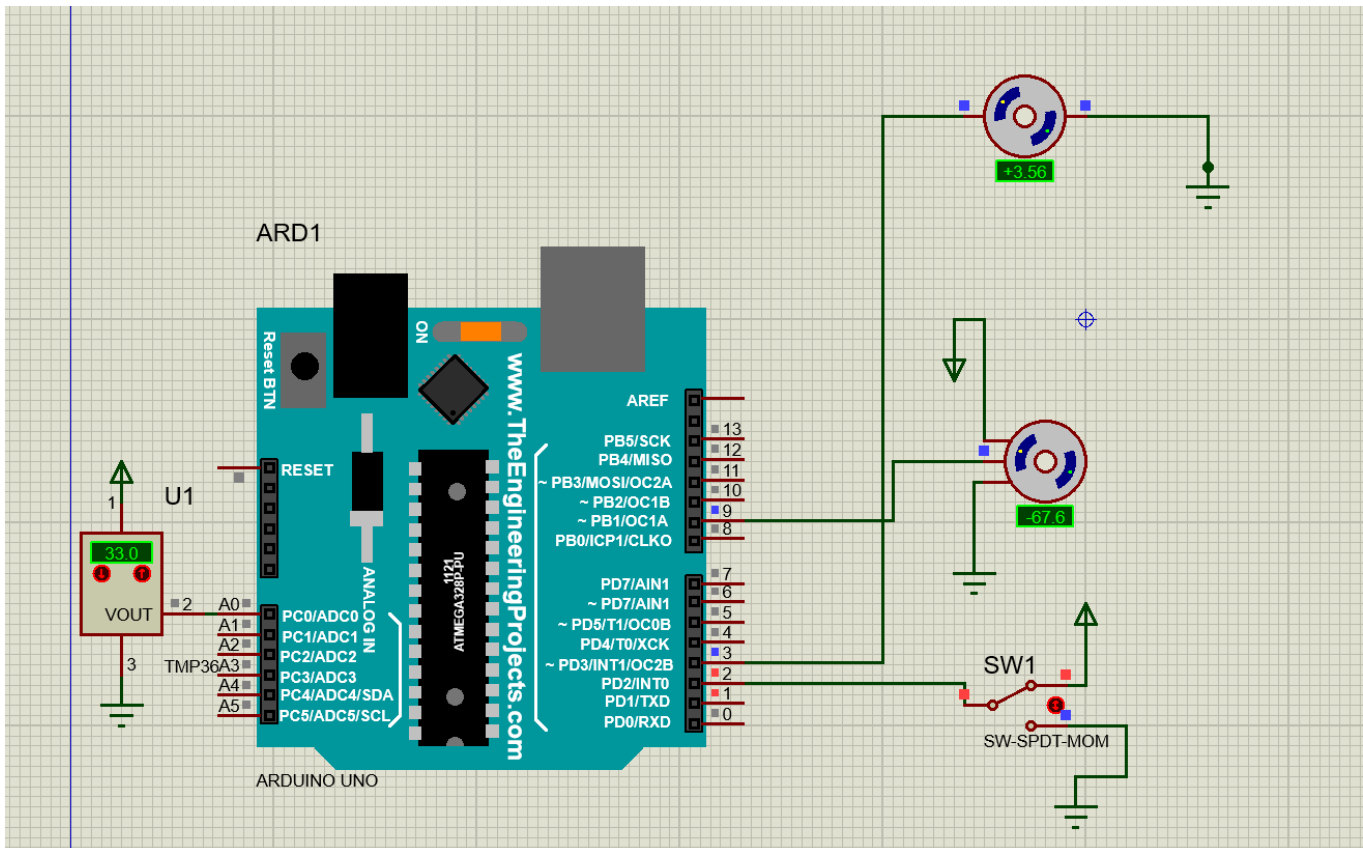 +3.56
ARD1
Reset BTN
ON
www.TheEngineeringProjects.com
AREF
13
PB5/SCK
12
PB4/MISO
11
~ PB3/MOSI/OC2A
10
~ PB2/OC1B
9
~ PB1/OC1A
8
PB0/ICP1/CLKO
-67.6
RESET
U1
1
33.0
VOUT
2
3
TMP36
ANALOG IN
1121
ATMEGA328P-PU
7
PD7/AIN1
6
~ PD7/AIN1
5
~ PD5/T1/OC0B
4
PD4/T0/XCK
3
~ PD3/INT1/OC2B
2
PD2/INT0
1
PD1/TXD
0
PD0/RXD
A0
PC0/ADC0
A1
PC1/ADC1
A2
PC2/ADC2
A3
PC3/ADC3
A4
PC4/ADC4/SDA
A5
PC5/ADC5/SCL
SW1
SW-SPDT-MOM
ARDUINO UNO